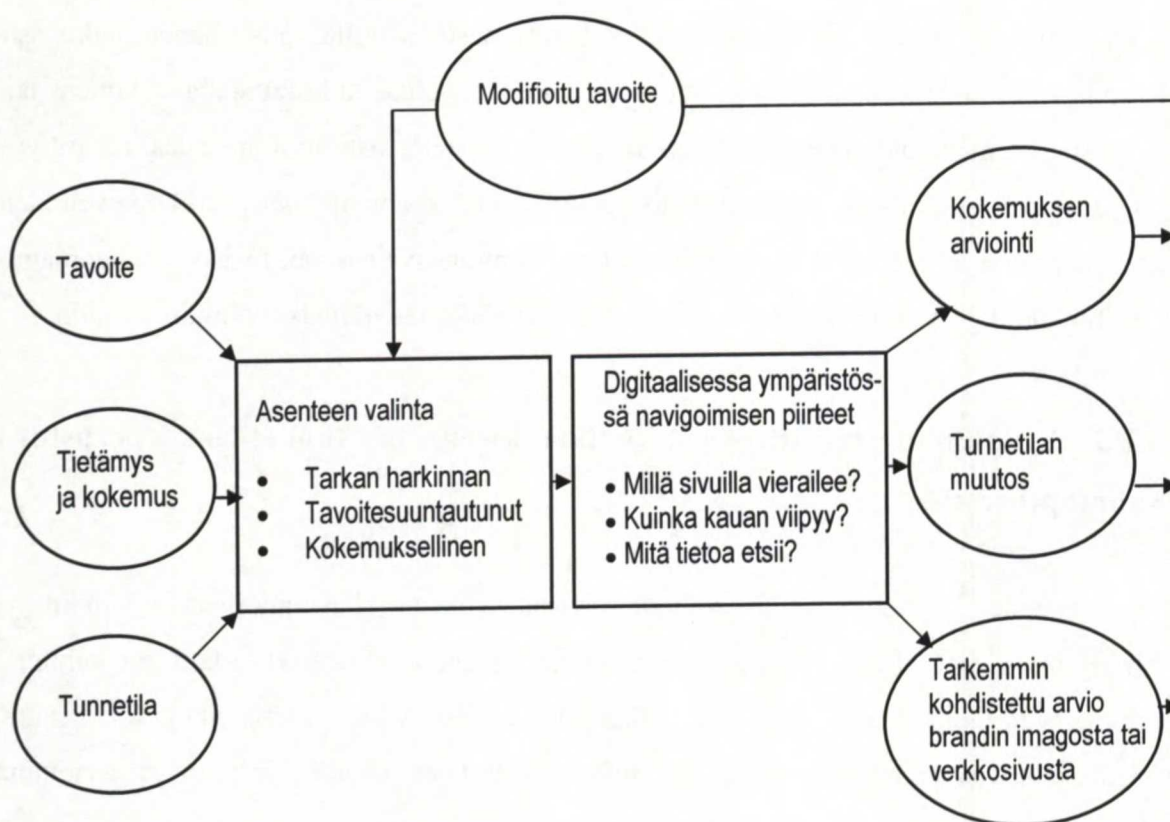 Modifioitu tavoite
Tavoite
Tietämys
ja kokemus
Tunnetila
Asenteen valinta
• Tarkan harkinnan
• Tavoitesuuntautunut
• Kokemuksellinen
Digitaalisessa ympäristös-
sä navigoimisen piirteet
• Millä sivuilla vierailee?
• Kuinka kauan viipyy?
• Mitä tietoa etsii?
Kokemuksen
arviointi
Tunnetilan
muutos
Tarkemmin
kohdistettu arvio
brandin imagosta tai
verkkosivusta